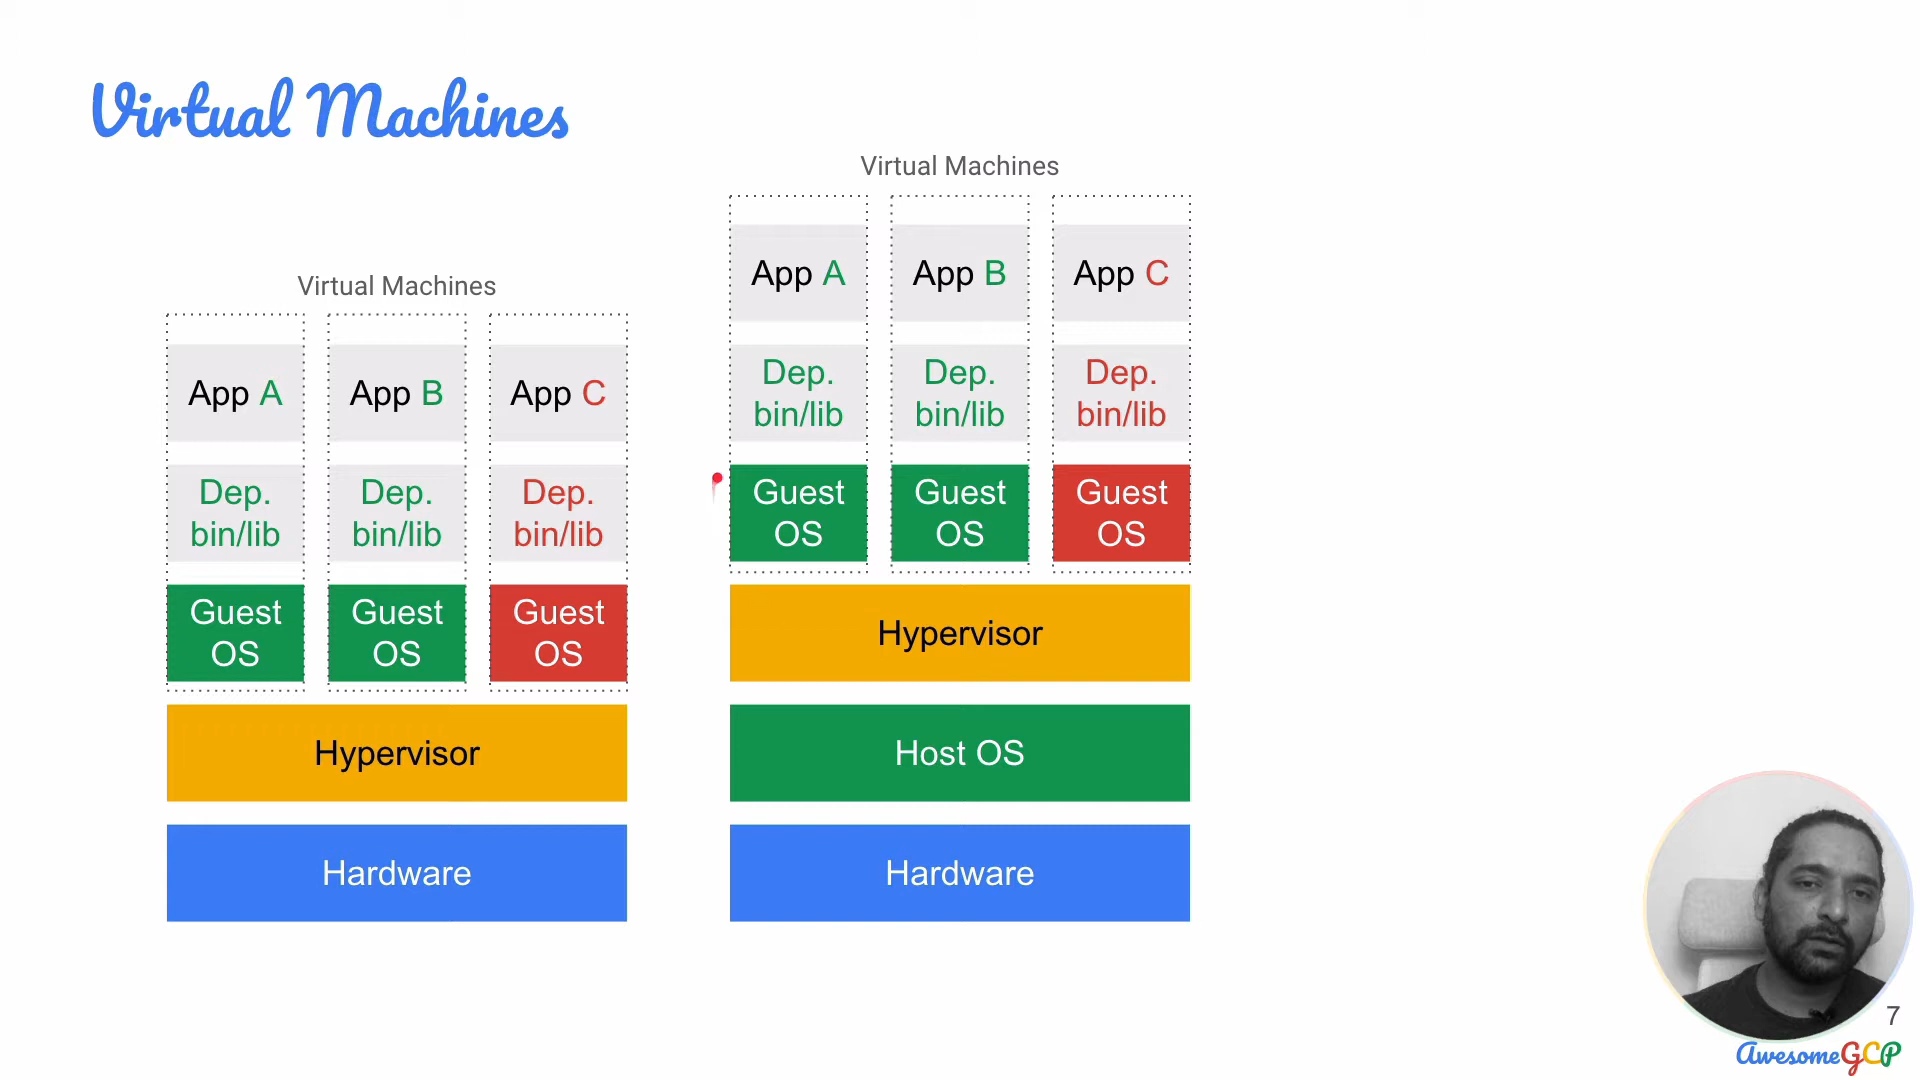 Virtual Machines
Virtual Machines
App A
App B
App C
Dep.
bin/lib
Dep.
bin/lib
Dep.
bin/lib
Guest
OS
Guest
OS
Guest
OS
Hypervisor
Hardware
Virtual Machines
App A
App B
App C
Dep.
bin/lib
Dep.
bin/lib
Dep.
bin/lib
Guest
OS
Guest
OS
Guest
OS
Hypervisor
Host OS
Hardware
7
AwesomeGCP